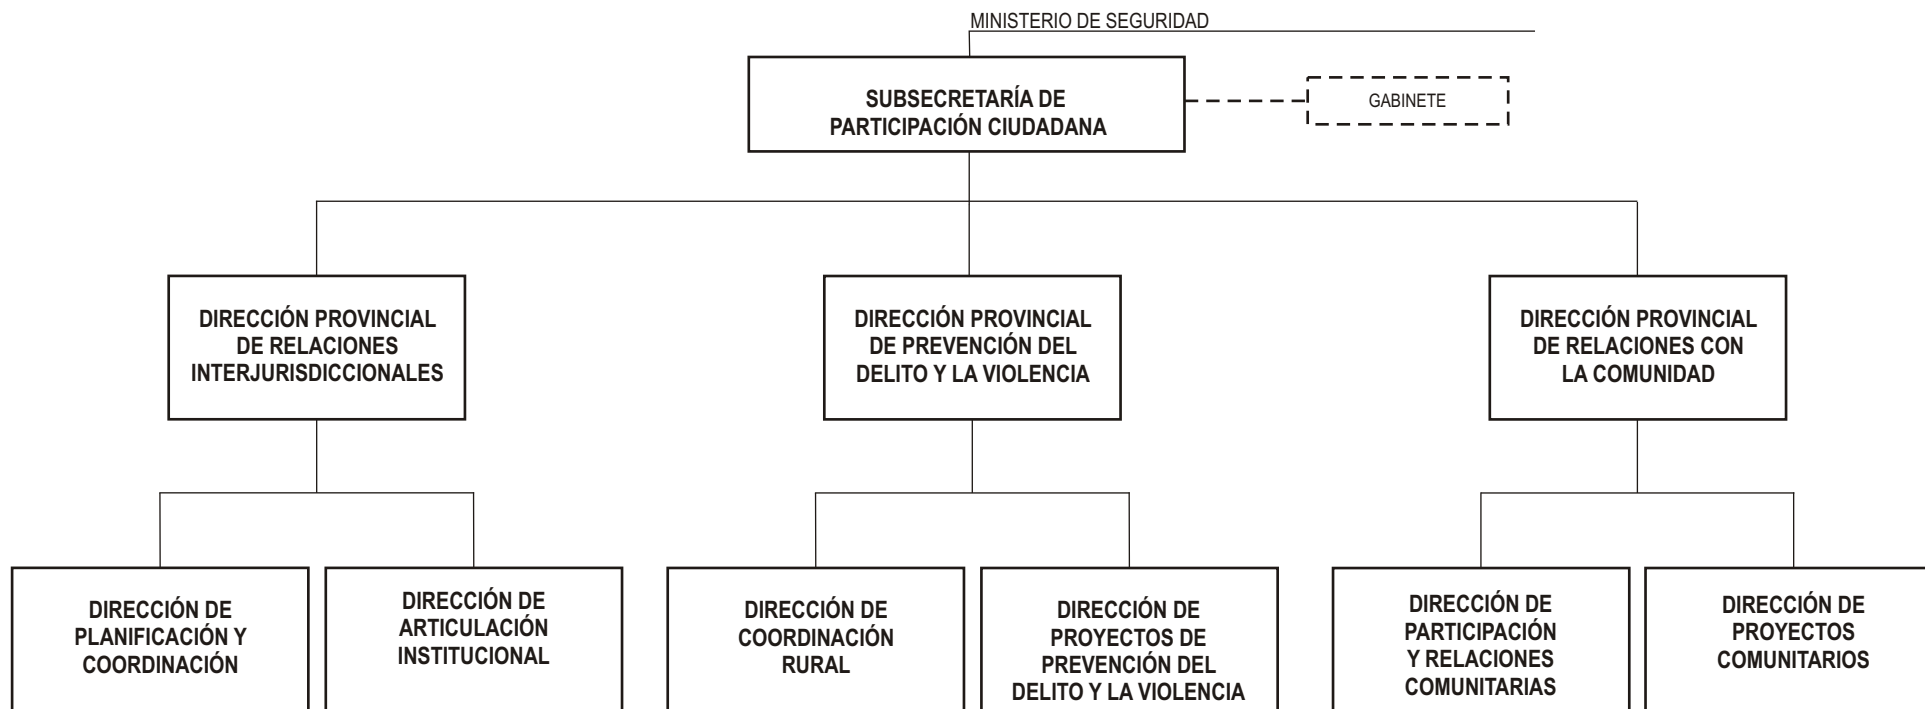 MINISTERIO DE SEGURIDAD
SUBSECRETARÍA DE
PARTICIPACIÓN CIUDADANA
GABINETE
DIRECCIÓN PROVINCIAL
DE RELACIONES
INTERJURISDICCIONALES
DIRECCIÓN PROVINCIAL
DE PREVENCIÓN DEL
DELITO Y LA VIOLENCIA
DIRECCIÓN PROVINCIAL
DE RELACIONES CON
LA COMUNIDAD
DIRECCIÓN DE
PLANIFICACIÓN Y
COORDINACIÓN
DIRECCIÓN DE
ARTICULACIÓN
INSTITUCIONAL
DIRECCIÓN DE
COORDINACIÓN
RURAL
DIRECCIÓN DE
PROYECTOS DE
PREVENCIÓN DEL
DELITO Y LA VIOLENCIA
DIRECCIÓN DE
PARTICIPACIÓN
Y RELACIONES
COMUNITARIAS
DIRECCIÓN DE
PROYECTOS
COMUNITARIOS